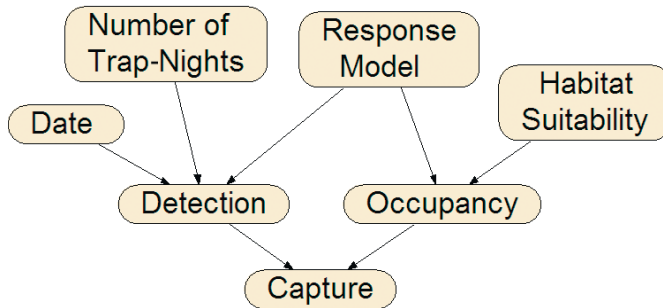 Number of
Trap-Nights
Response
Model
Habitat
Suitability
Date
Detection
Occupancy
Capture